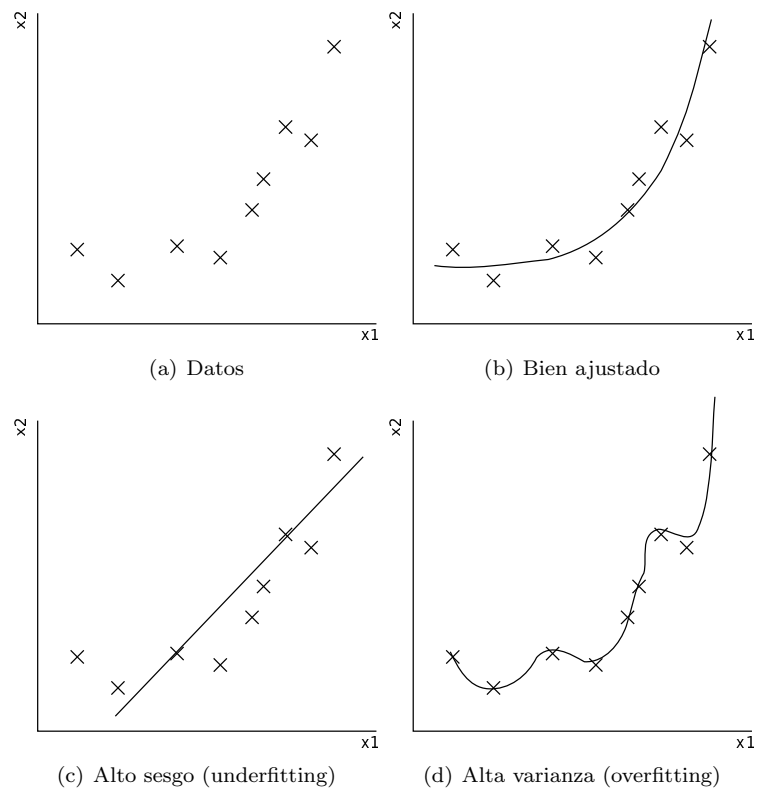 x2
x1
(a) Datos
x2
x1
(b) Bien ajustado
x2
x1
(c) Alto sesgo (underfitting)
x2
x1
(d) Alta varianza (overfitting)